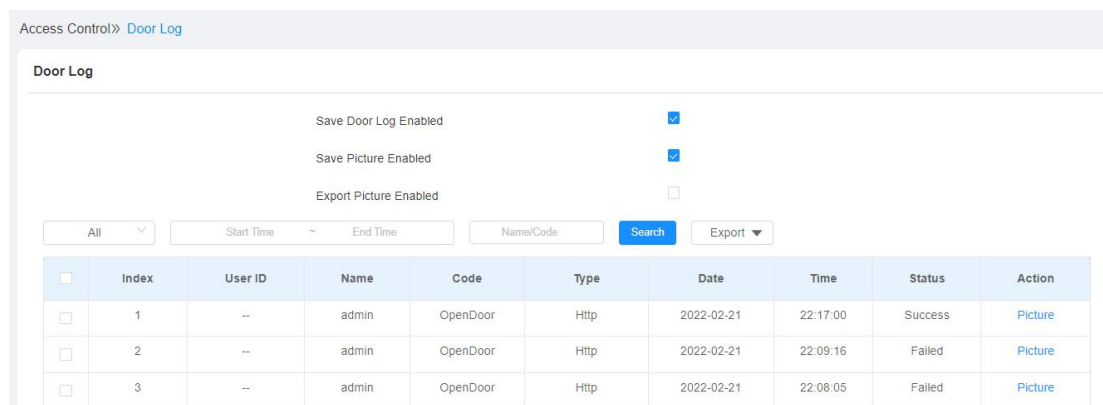 Access Control» Door Log
Door Log
Save Door Log Enabled
Save Picture Enabled
Export Picture Enabled
All Start Time ~ End Time Name/Code Search Export
Index User ID Name Code Type Date Time Status Action
1 -- admin OpenDoor Http 2022-02-21 22:17:00 Success Picture
2 -- admin OpenDoor Http 2022-02-21 22:09:16 Failed Picture
3 -- admin OpenDoor Http 2022-02-21 22:08:05 Failed Picture